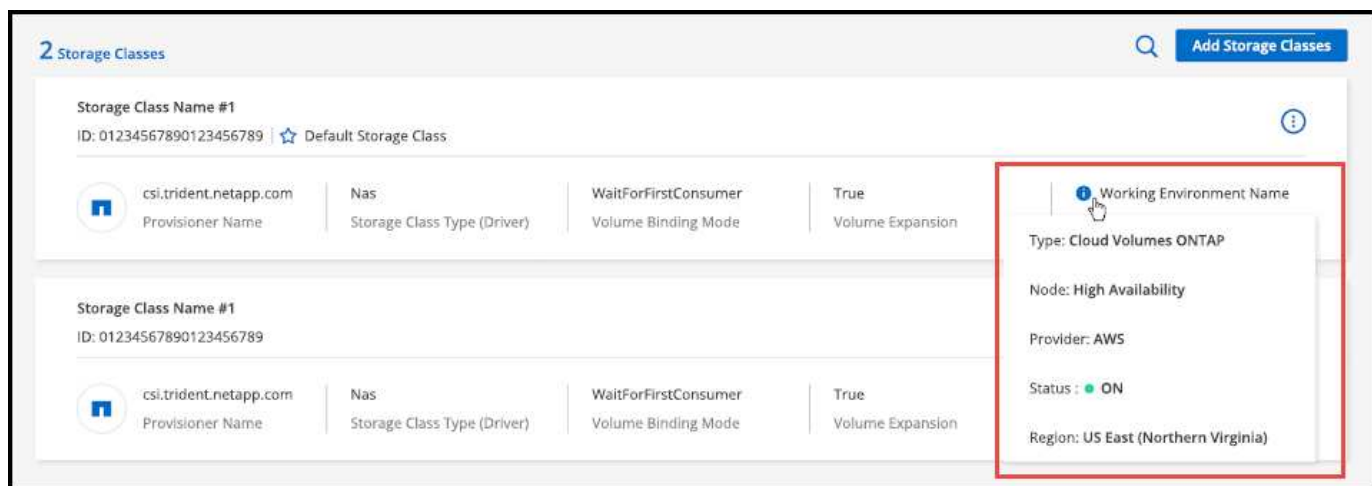 2 Storage Classes
Add Storage Classes
Storage Class Name #1
ID: 01234567890123456789 Default Storage Class
csi.trident.netapp.com Nas WaitForFirstConsumer True Working Environment Name
Provisioner Name Storage Class Type (Driver) Volume Binding Mode Volume Expansion
Type: Cloud Volumes ONTAP
Node: High Availability
Provider: AWS
Status : ON
Region: US East (Northern Virginia)
Storage Class Name #1
ID: 01234567890123456789
csi.trident.netapp.com Nas WaitForFirstConsumer True
Provisioner Name Storage Class Type (Driver) Volume Binding Mode Volume Expansion